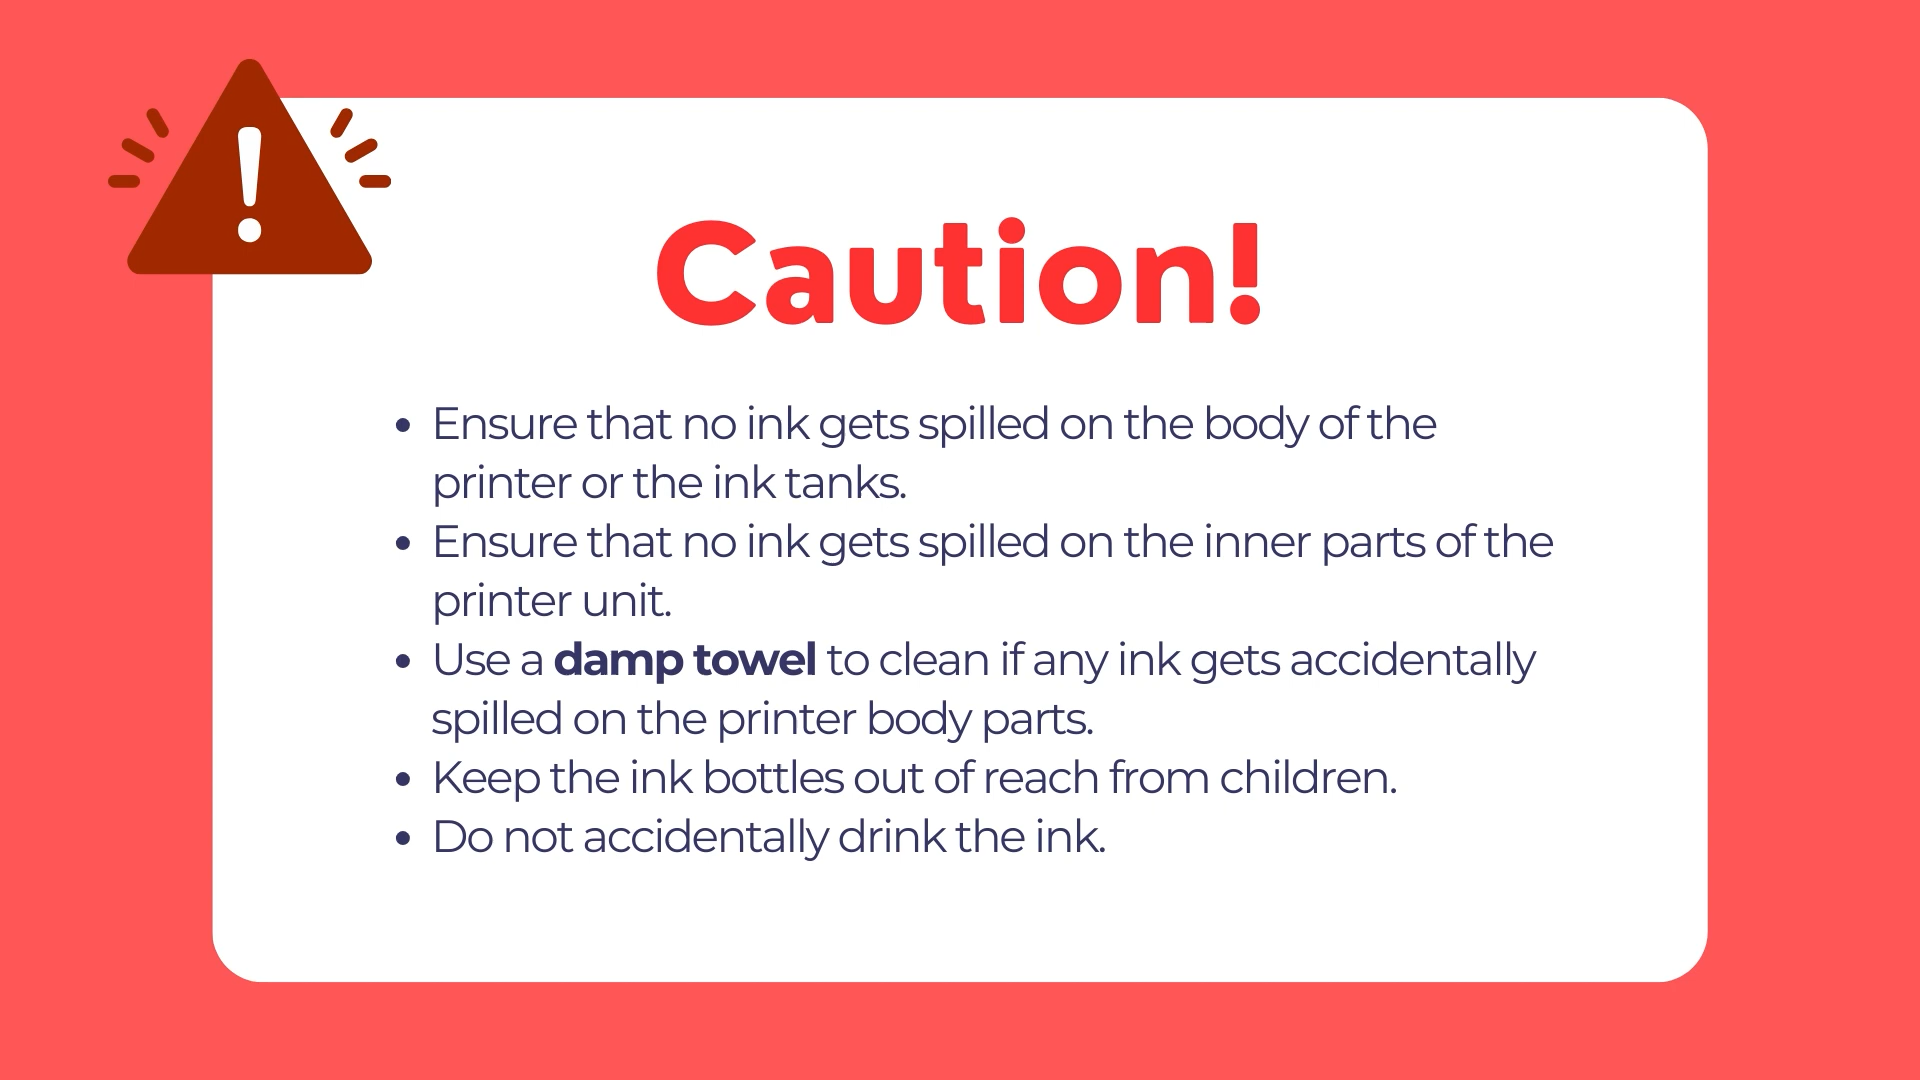 Caution!
• Ensure that no ink gets spilled on the body of the
printer or the ink tanks.
• Ensure that no ink gets spilled on the inner parts of the
printer unit.
• Use a damp towel to clean if any ink gets accidentally
spilled on the printer body parts.
• Keep the ink bottles out of reach from children.
• Do not accidentally drink the ink.